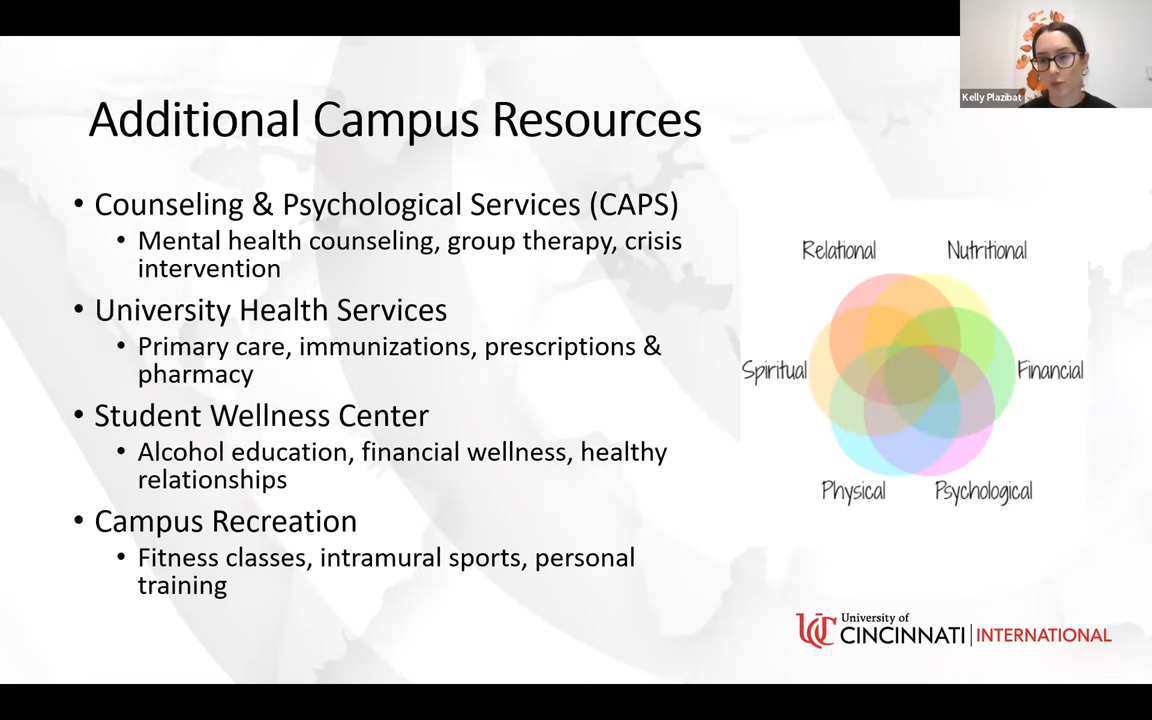 Kelly Plazibat
Additional Campus Resources
• Counseling & Psychological Services (CAPS)
• Mental health counseling, group therapy, crisis
intervention
• University Health Services
• Primary care, immunizations, prescriptions &
pharmacy
• Student Wellness Center
• Alcohol education, financial wellness, healthy
relationships
• Campus Recreation
• Fitness classes, intramural sports, personal
training
Relational
Nutritional
Spiritual
Financial
Physical
Psychological
UC University of
CINCINNATI | INTERNATIONAL